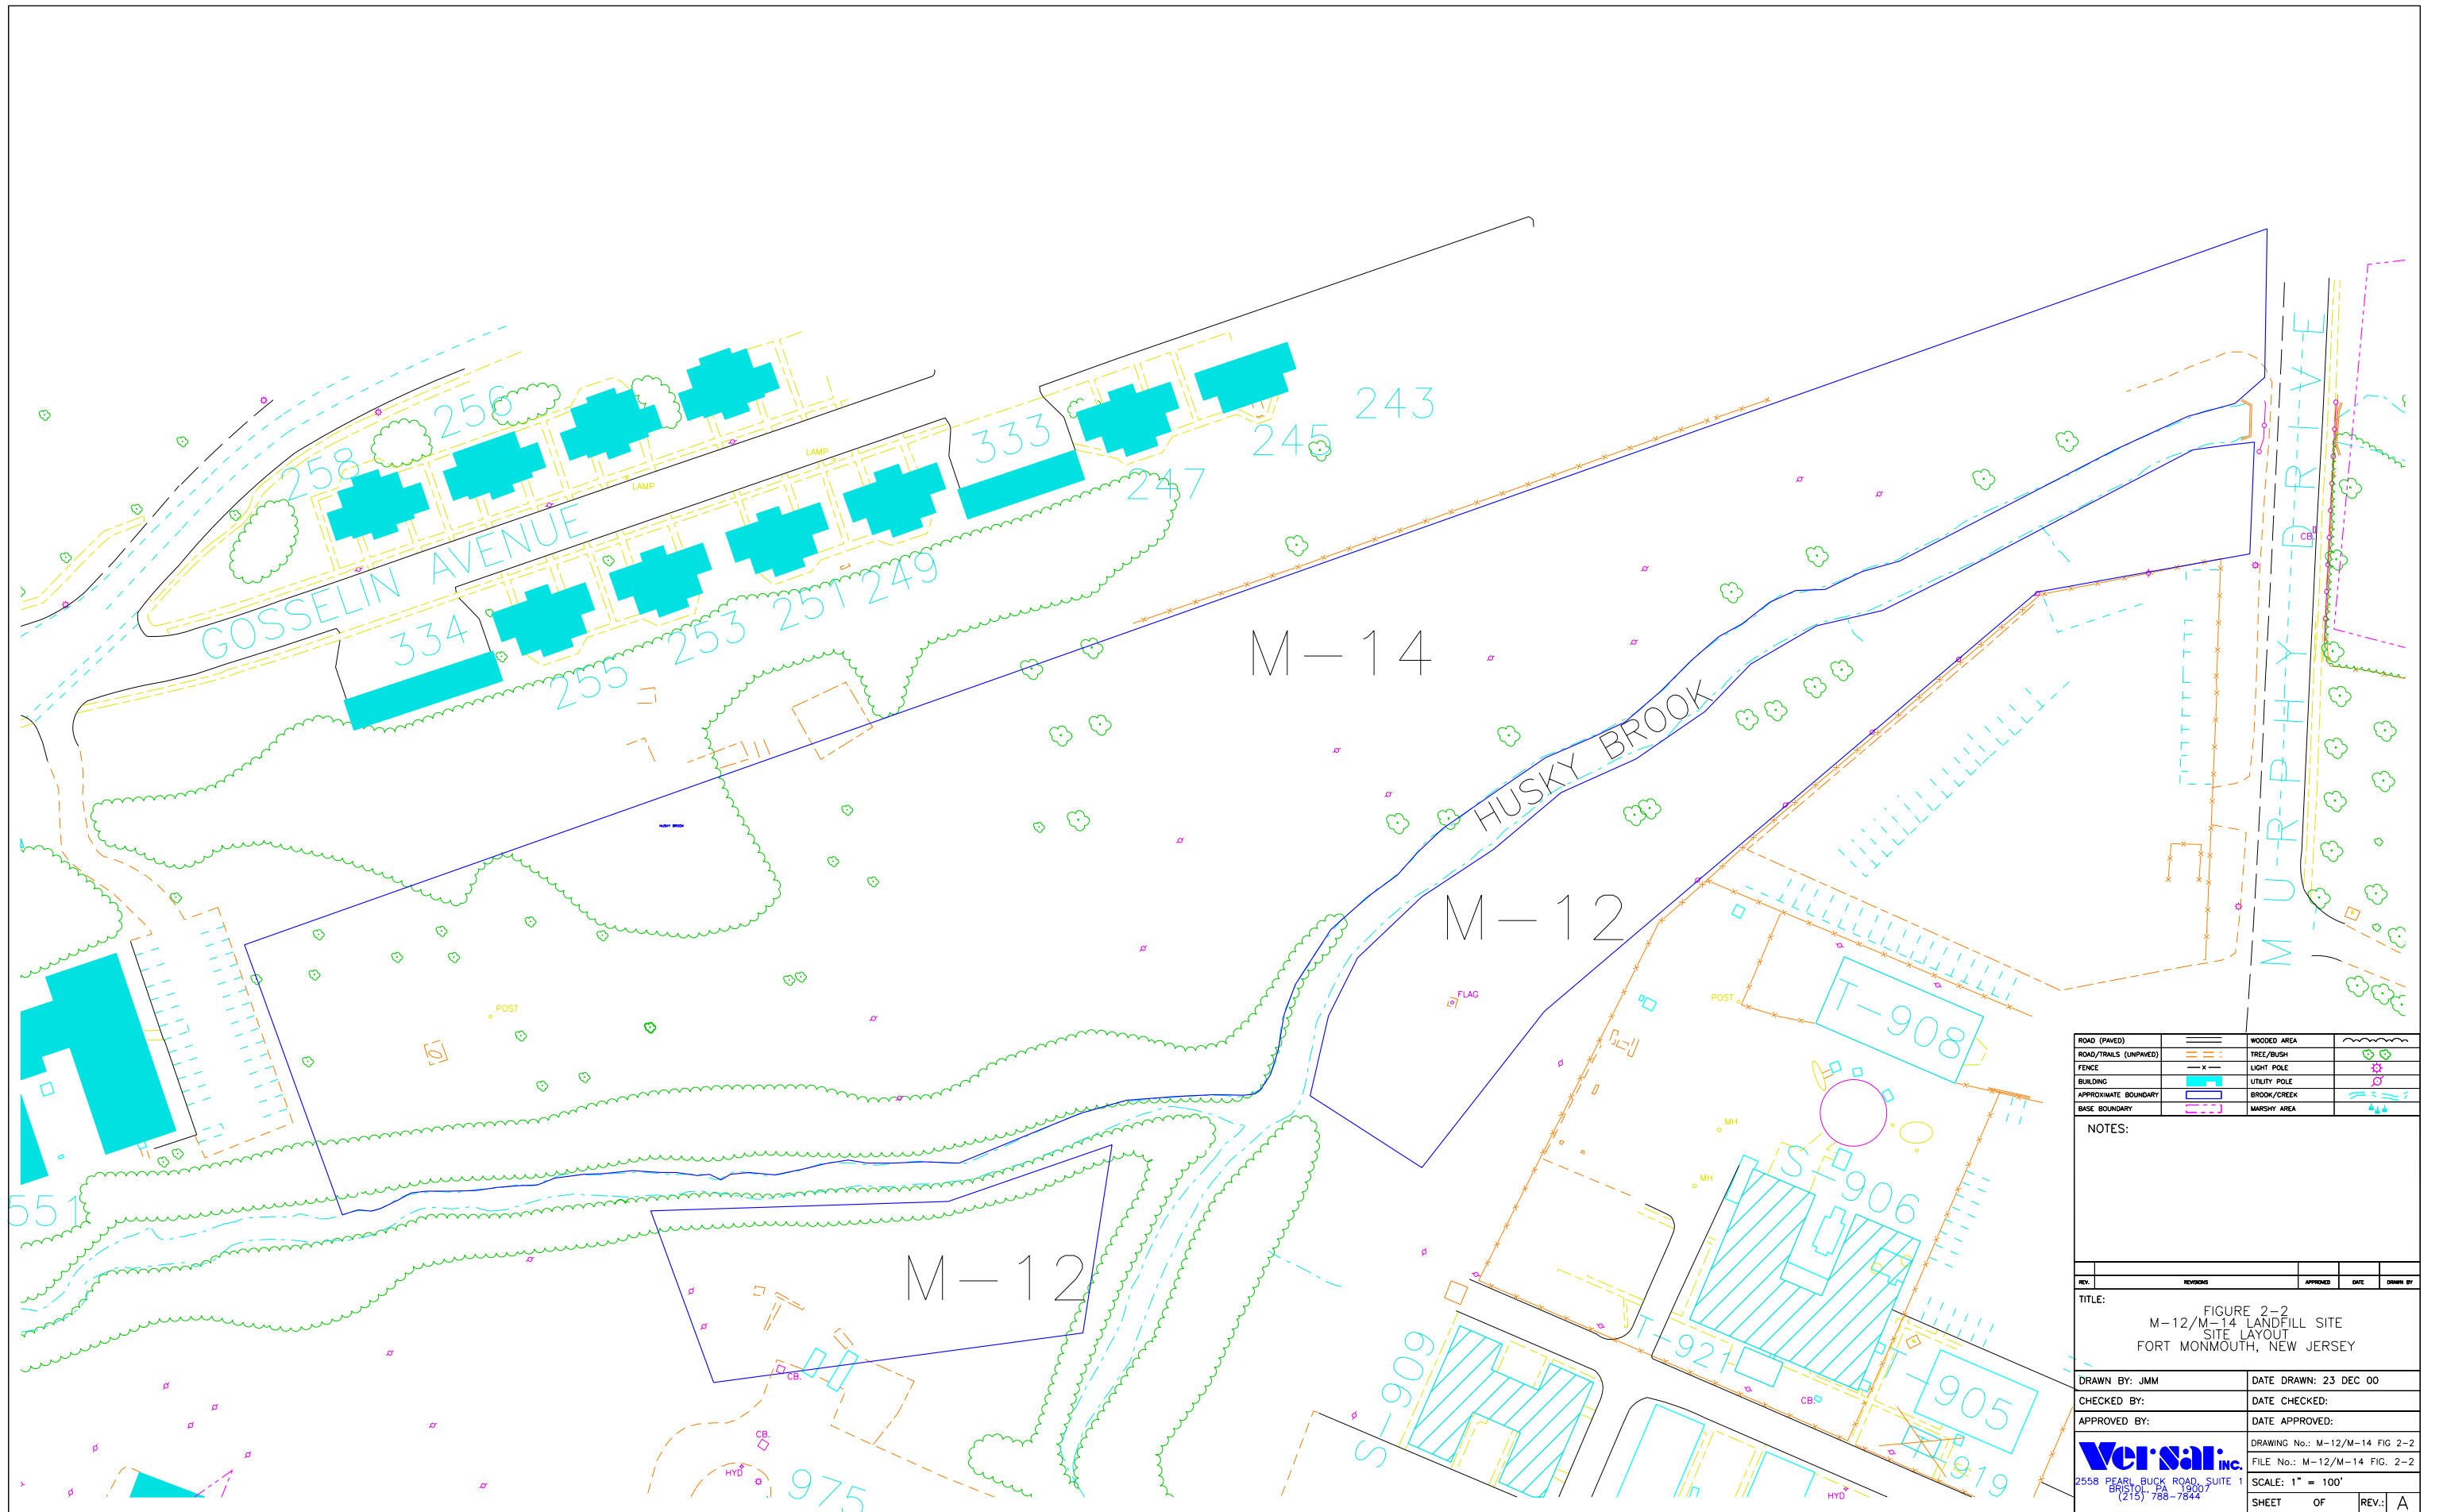 243
256
245
333
LAMP
258
247
LAMP
CB.
GOSSELIN AVENUE
249
251
253
334
255
M-14
MURPHY DRIVE
HUSKY BROOK
HUSKY BROOK
M-12
FLAG
POST
POST
T-908
MH
MH
S-906
551
M-12
T-921
S-909
905
CB.
CB.
CB.
HYD
975
T-919
HYD
ROAD (PAVED)
WOODED AREA
ROAD/TRAILS (UNPAVED)
TREE/BUSH
FENCE
LIGHT POLE
BUILDING
UTILITY POLE
APPROXIMATE BOUNDARY
BROOK/CREEK
BASE BOUNDARY
MARSHY AREA
NOTES:
REV.
REVISIONS
APPROVED
DATE
DRAWN BY
TITLE:
FIGURE 2-2
M-12/M-14 LANDFILL SITE
SITE LAYOUT
FORT MONMOUTH, NEW JERSEY
DRAWN BY: JMM
DATE DRAWN: 23 DEC 00
CHECKED BY:
DATE CHECKED:
APPROVED BY:
DATE APPROVED:
Versar INC.
2558 PEARL BUCK ROAD, SUITE 1
BRISTOL, PA 19007
(215) 788-7844
DRAWING No.: M-12/M-14 FIG 2-2
FILE No.: M-12/M-14 FIG. 2-2
SCALE: 1" = 100'
SHEET OF
REV.: A